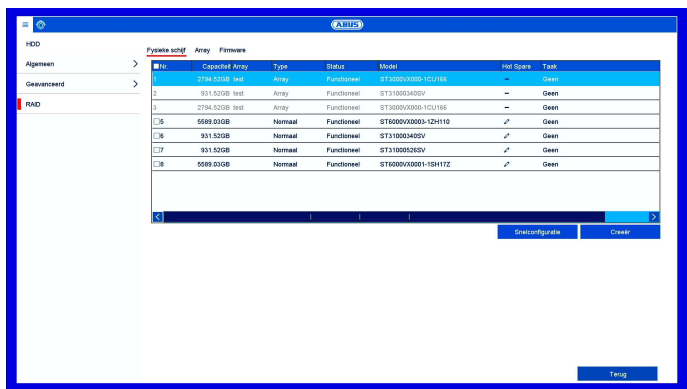 ABUS
HDD
Algemeen
Geavanceerd
RAID
Fysieke schijf Array Firmware
Nr. Capaciteit Array Type Status Model Hot Spare Taak
1 2794.52GB test Array Functioneel ST3000VX000-1CU166 – Geen
2 931.52GB test Array Functioneel ST31000340SV – Geen
3 2794.52GB test Array Functioneel ST3000VX000-1CU166 – Geen
5 5589.03GB Normaal Functioneel ST6000VX0003-1ZH110 Geen
6 931.52GB Normaal Functioneel ST31000340SV Geen
7 931.52GB Normaal Functioneel ST31000526SV Geen
8 5589.03GB Normaal Functioneel ST6000VX0001-1SH17Z Geen
Snelconfiguratie Creeër
Terug